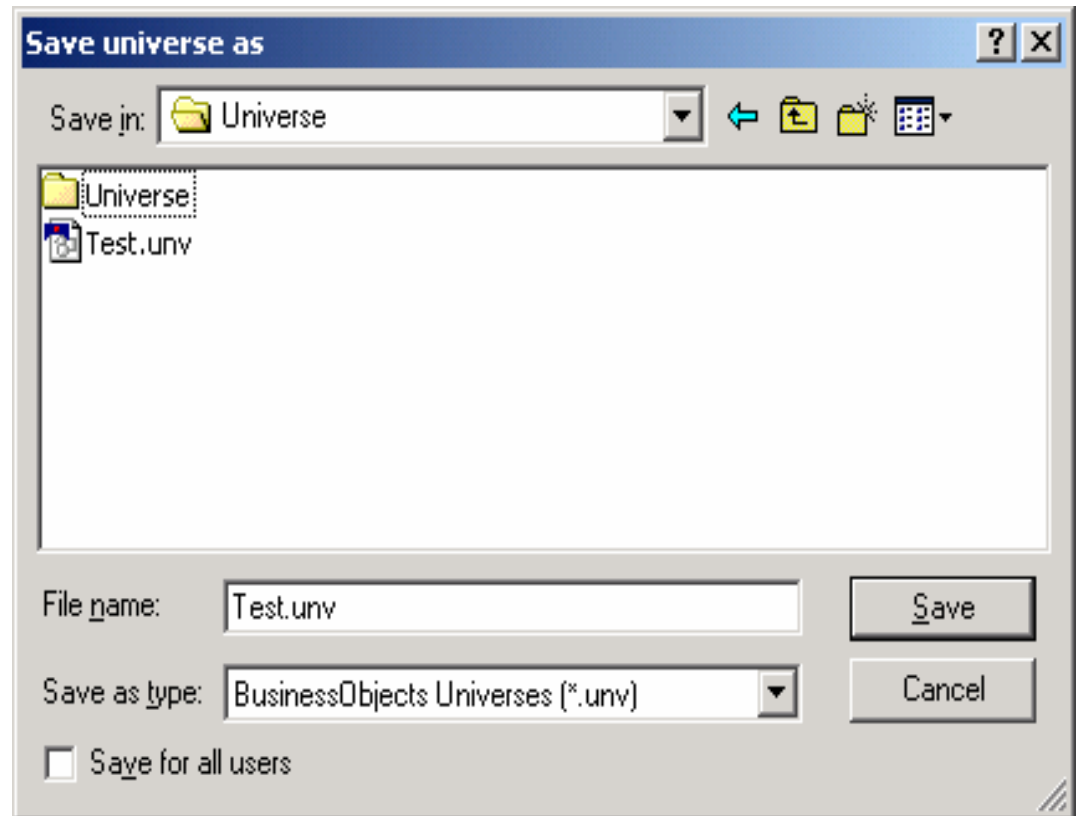 Save universe as
Save in: Universe
Universe
Test.unv
File name: Test.unv Save
Save as type: BusinessObjects Universes (*.unv) Cancel
Save for all users